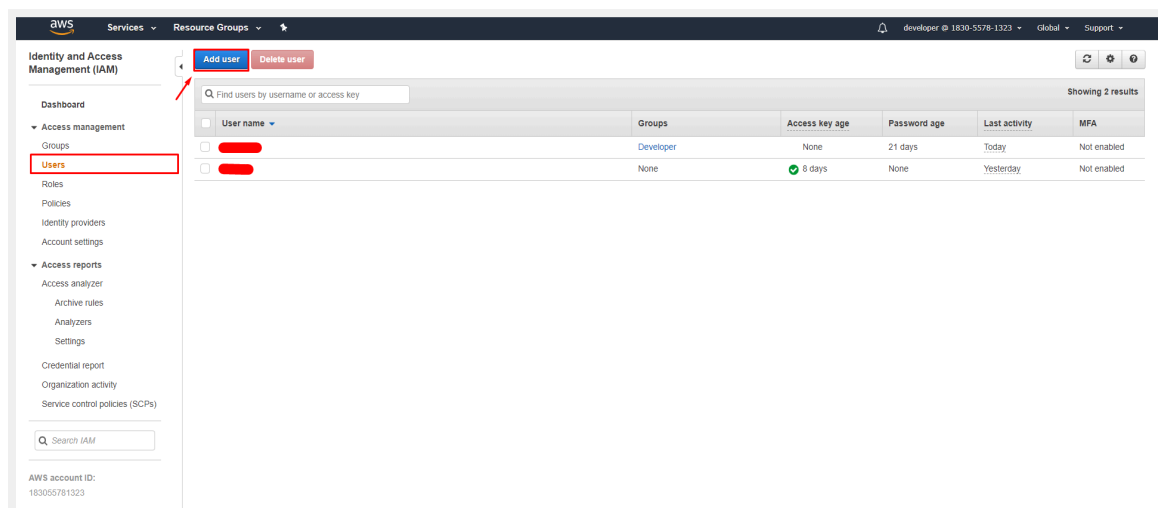 aws Services Resource Groups developer @ 1830-5578-1323 Global Support
Identity and Access
Management (IAM)
Dashboard
Access management
Groups
Users
Roles
Policies
Identity providers
Account settings
Access reports
Access analyzer
Archive rules
Analyzers
Settings
Credential report
Organization activity
Service control policies (SCPs)
Search IAM
AWS account ID:
183055781323
Add user Delete user
Find users by username or access key Showing 2 results
User name Groups Access key age Password age Last activity MFA
Developer None 21 days Today Not enabled
None 8 days None Yesterday Not enabled